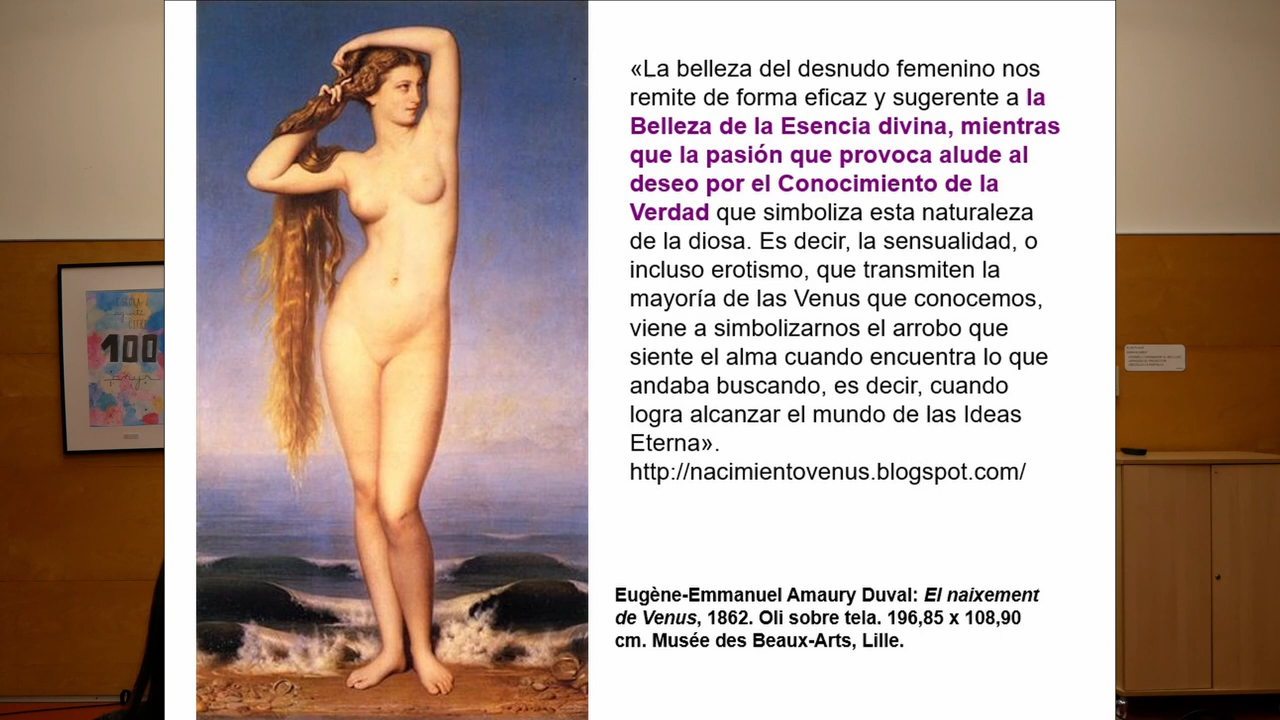 «La belleza del desnudo femenino nos
remite de forma eficaz y sugerente a la
Belleza de la Esencia divina, mientras
que la pasión que provoca alude al
deseo por el Conocimiento de la
Verdad que simboliza esta naturaleza
de la diosa. Es decir, la sensualidad, o
incluso erotismo, que transmiten la
mayoría de las Venus que conocemos,
viene a simbolizarnos el arrobo que
siente el alma cuando encuentra lo que
andaba buscando, es decir, cuando
logra alcanzar el mundo de las Ideas
Eterna».
http://nacimientovenus.blogspot.com/
Eugène-Emmanuel Amaury Duval: El naixement
de Venus, 1862. Oli sobre tela. 196,85 x 108,90
cm. Musée des Beaux-Arts, Lille.
100